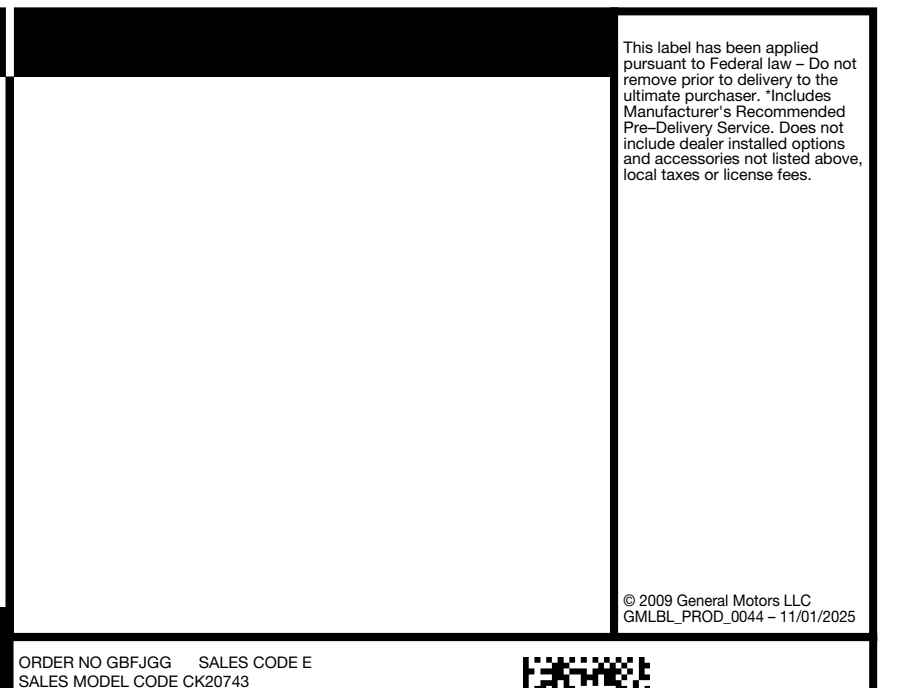 This label has been applied
pursuant to Federal law – Do not
remove prior to delivery to the
ultimate purchaser. *Includes
Manufacturer's Recommended
Pre–Delivery Service. Does not
include dealer installed options
and accessories not listed above,
local taxes or license fees.
© 2009 General Motors LLC
GMLBL_PROD_0044 – 11/01/2025
ORDER NO GBFJGG SALES CODE E
SALES MODEL CODE CK20743